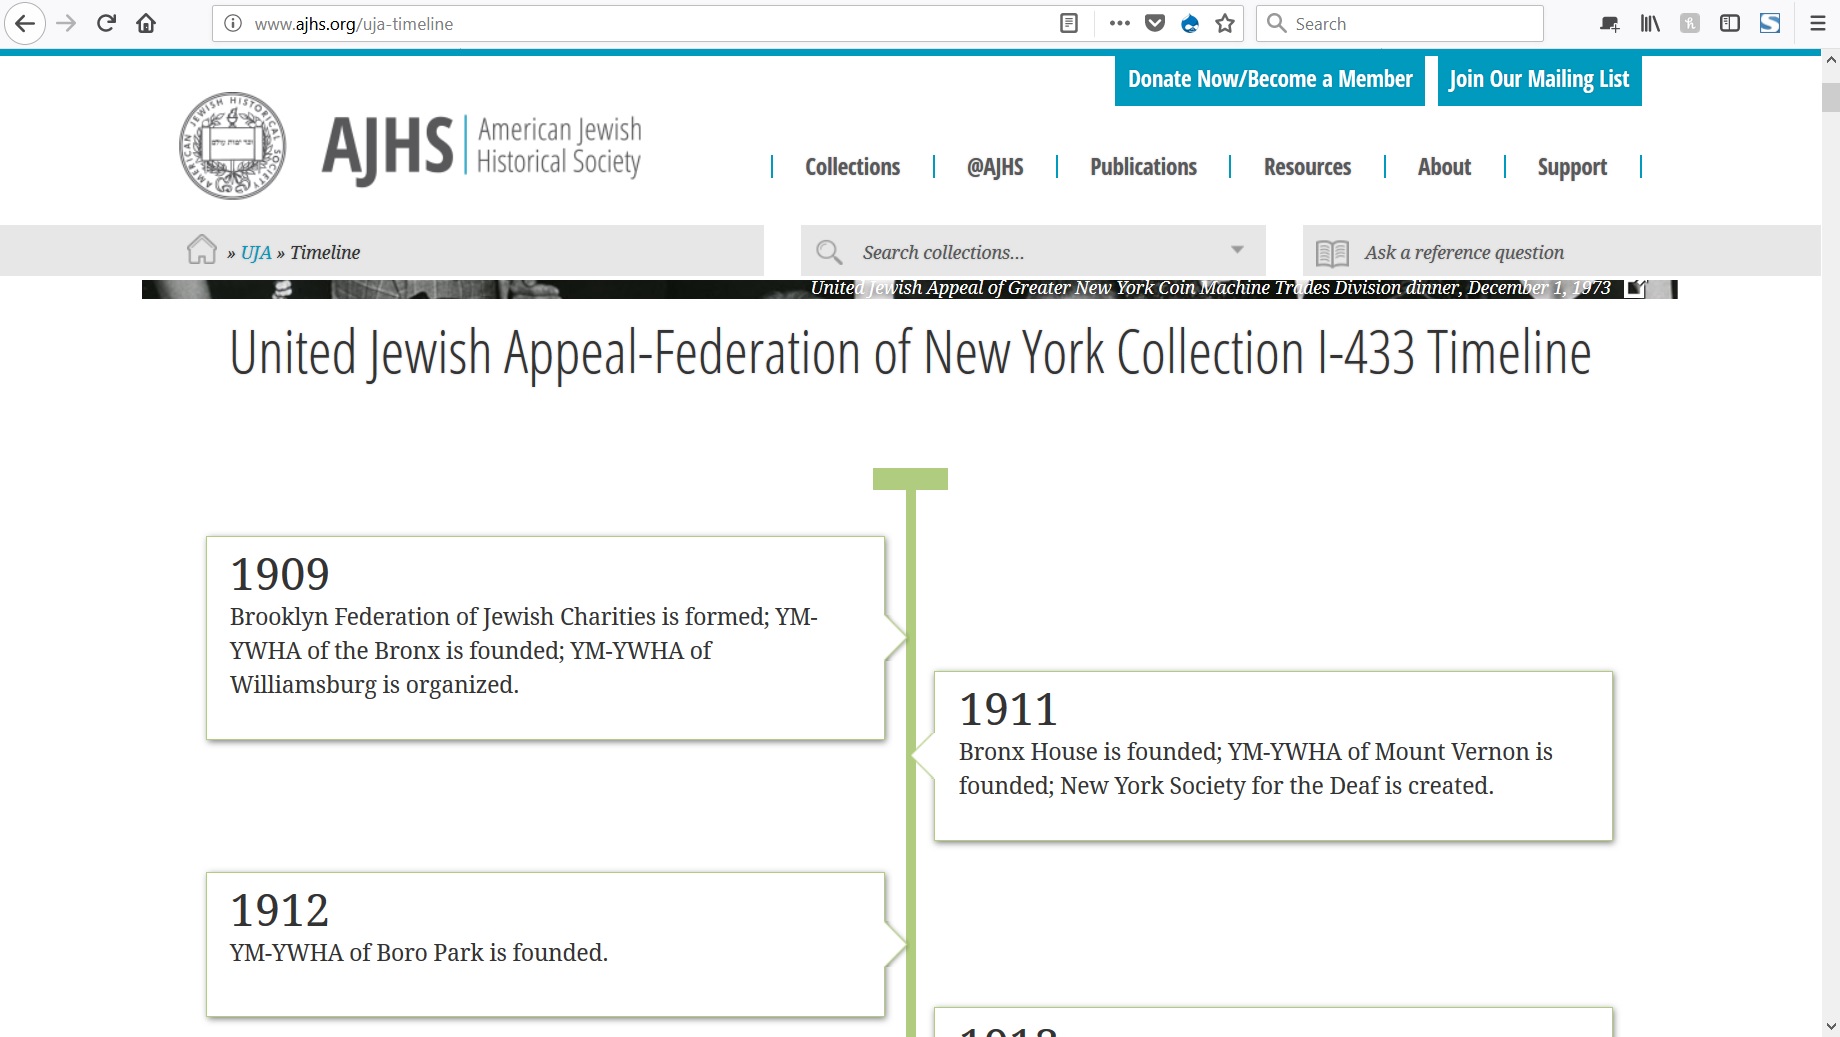 www.ajhs.org/uja-timeline
Search
Donate Now/Become a Member
Join Our Mailing List
AMERICAN JEWISH HISTORICAL SOCIETY
AJHS
American Jewish
Historical Society
Collections
@AJHS
Publications
Resources
About
Support
» UJA » Timeline
Search collections...
Ask a reference question
United Jewish Appeal of Greater New York Coin Machine Trades Division dinner, December 1, 1973
United Jewish Appeal-Federation of New York Collection I-433 Timeline
1909
Brooklyn Federation of Jewish Charities is formed; YM-
YWHA of the Bronx is founded; YM-YWHA of
Williamsburg is organized.
1911
Bronx House is founded; YM-YWHA of Mount Vernon is
founded; New York Society for the Deaf is created.
1912
YM-YWHA of Boro Park is founded.